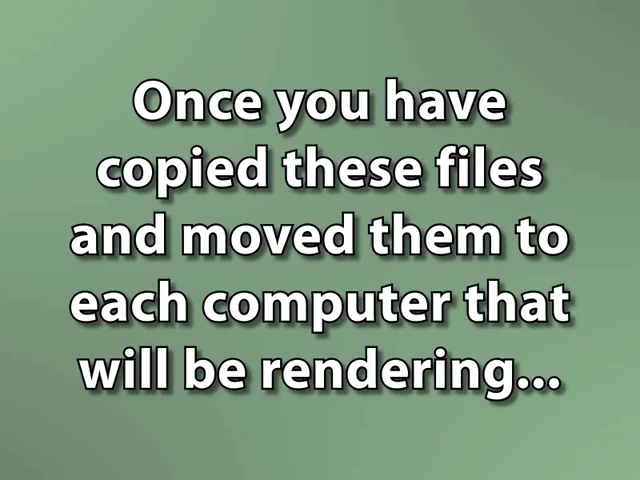 Once you have
copied these files
and moved them to
each computer that
will be rendering...